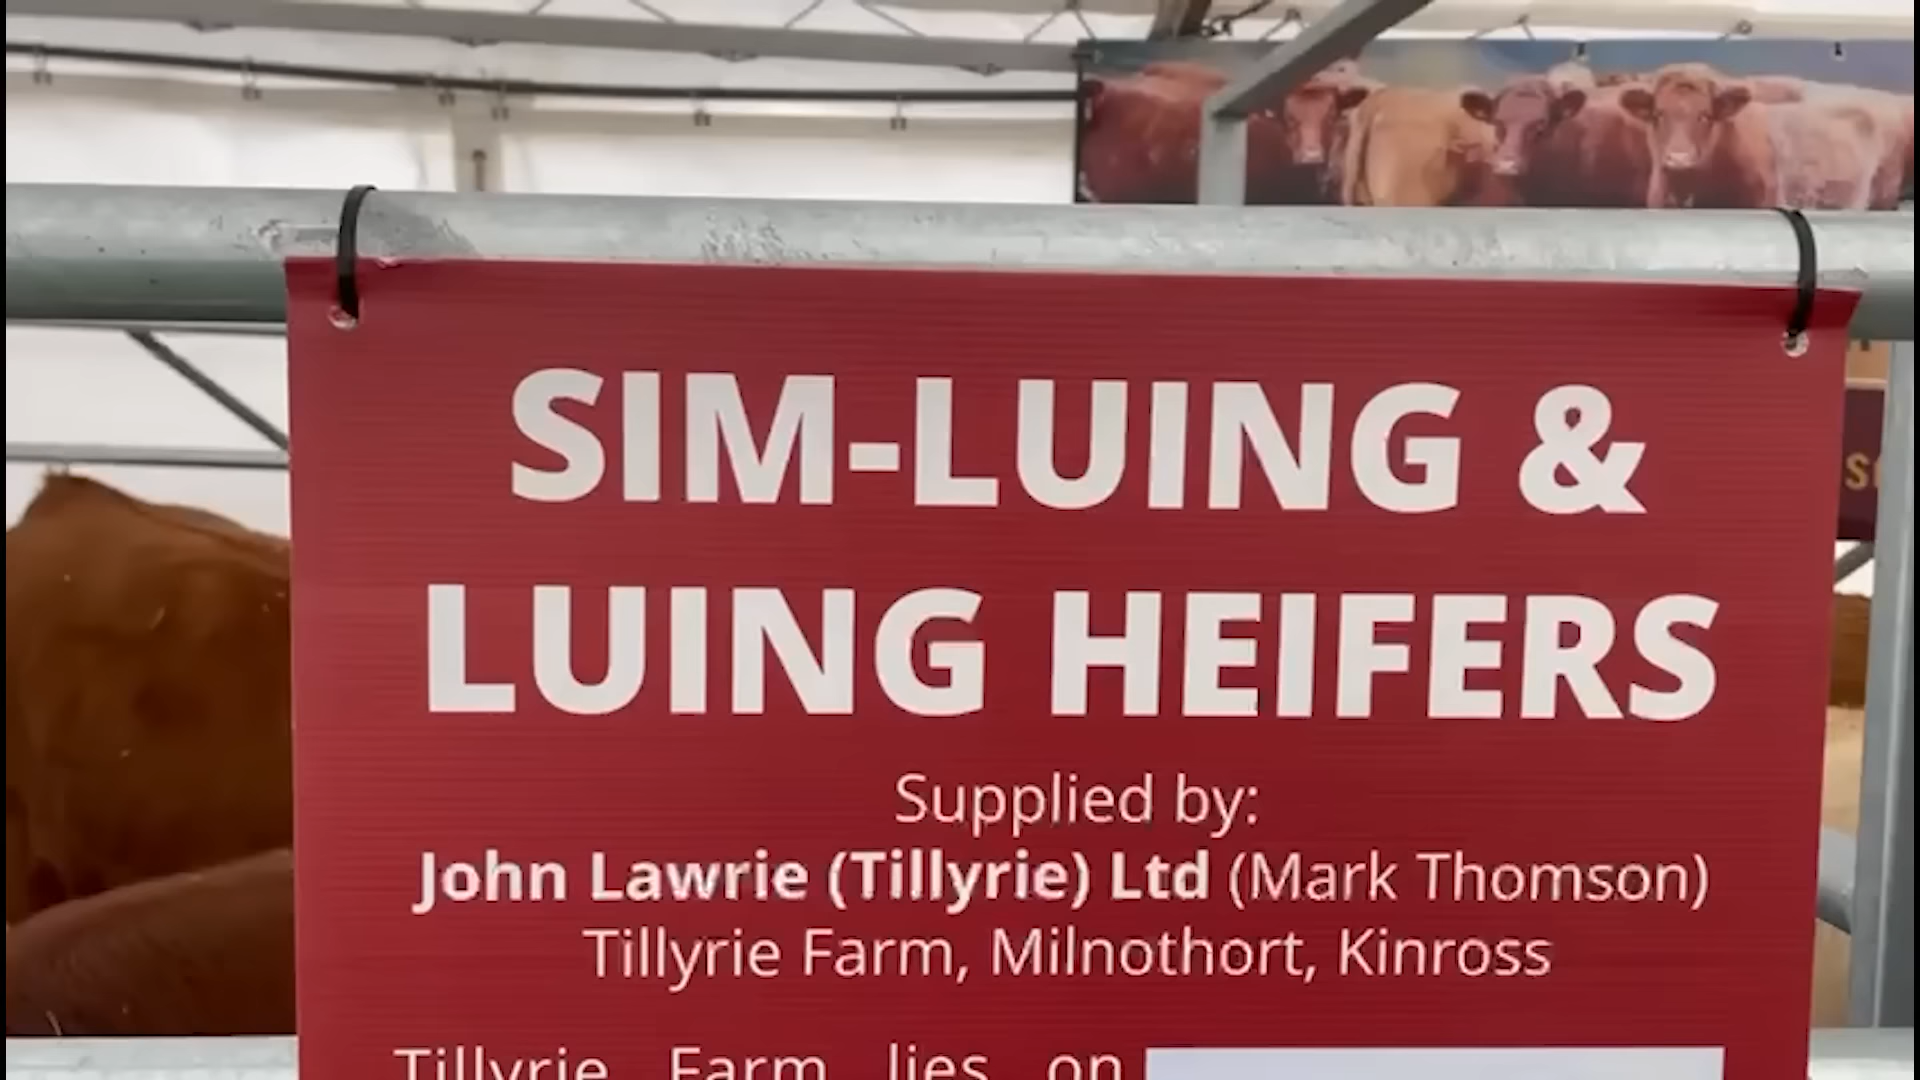 SIM-LUING &
LUING HEIFERS
Supplied by:
John Lawrie (Tillyrie) Ltd (Mark Thomson)
Tillyrie Farm, Milnothort, Kinross
Tillyrie Farm lies on